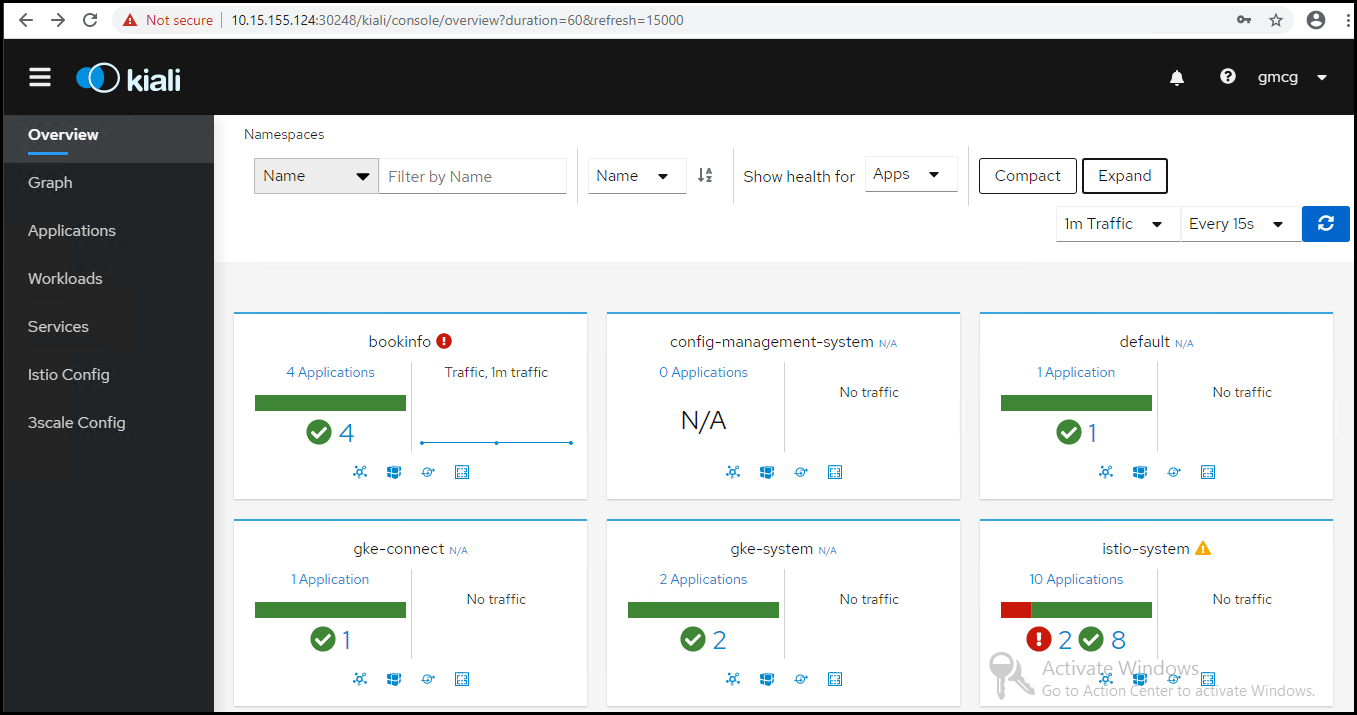 Not secure 10.15.155.124:30248/kiali/console/overview?duration=60&refresh=15000
kiali
gmcg
Overview
Graph
Applications
Workloads
Services
Istio Config
3scale Config
Namespaces
Name Filter by Name Name Show health for Apps Compact Expand
1m Traffic Every 15s
bookinfo
4 Applications Traffic, 1m traffic
4
config-management-system N/A
0 Applications No traffic
N/A
default N/A
1 Application No traffic
1
gke-connect N/A
1 Application No traffic
1
gke-system N/A
2 Applications No traffic
2
istio-system
10 Applications No traffic
2 8
Activate Windows
Go to Action Center to activate Windows.